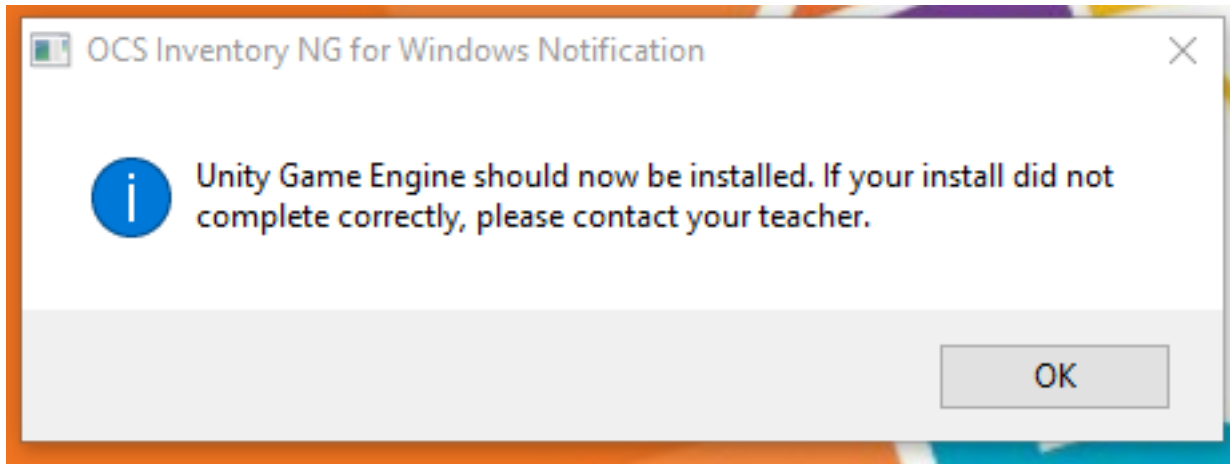 OCS Inventory NG for Windows Notification
Unity Game Engine should now be installed. If your install did not
complete correctly, please contact your teacher.
OK